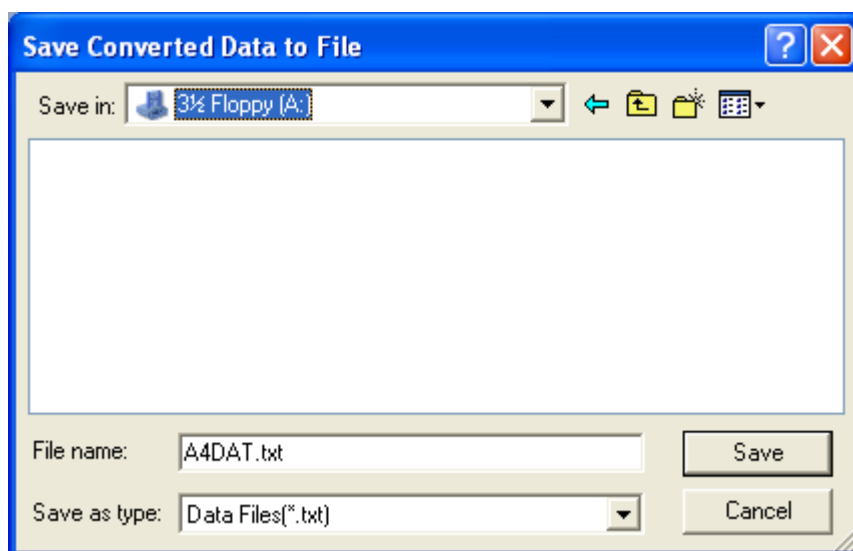 Save Converted Data to File
Save in: 3½ Floppy (A:)
File name: A4DAT.txt
Save
Save as type: Data Files(*.txt)
Cancel